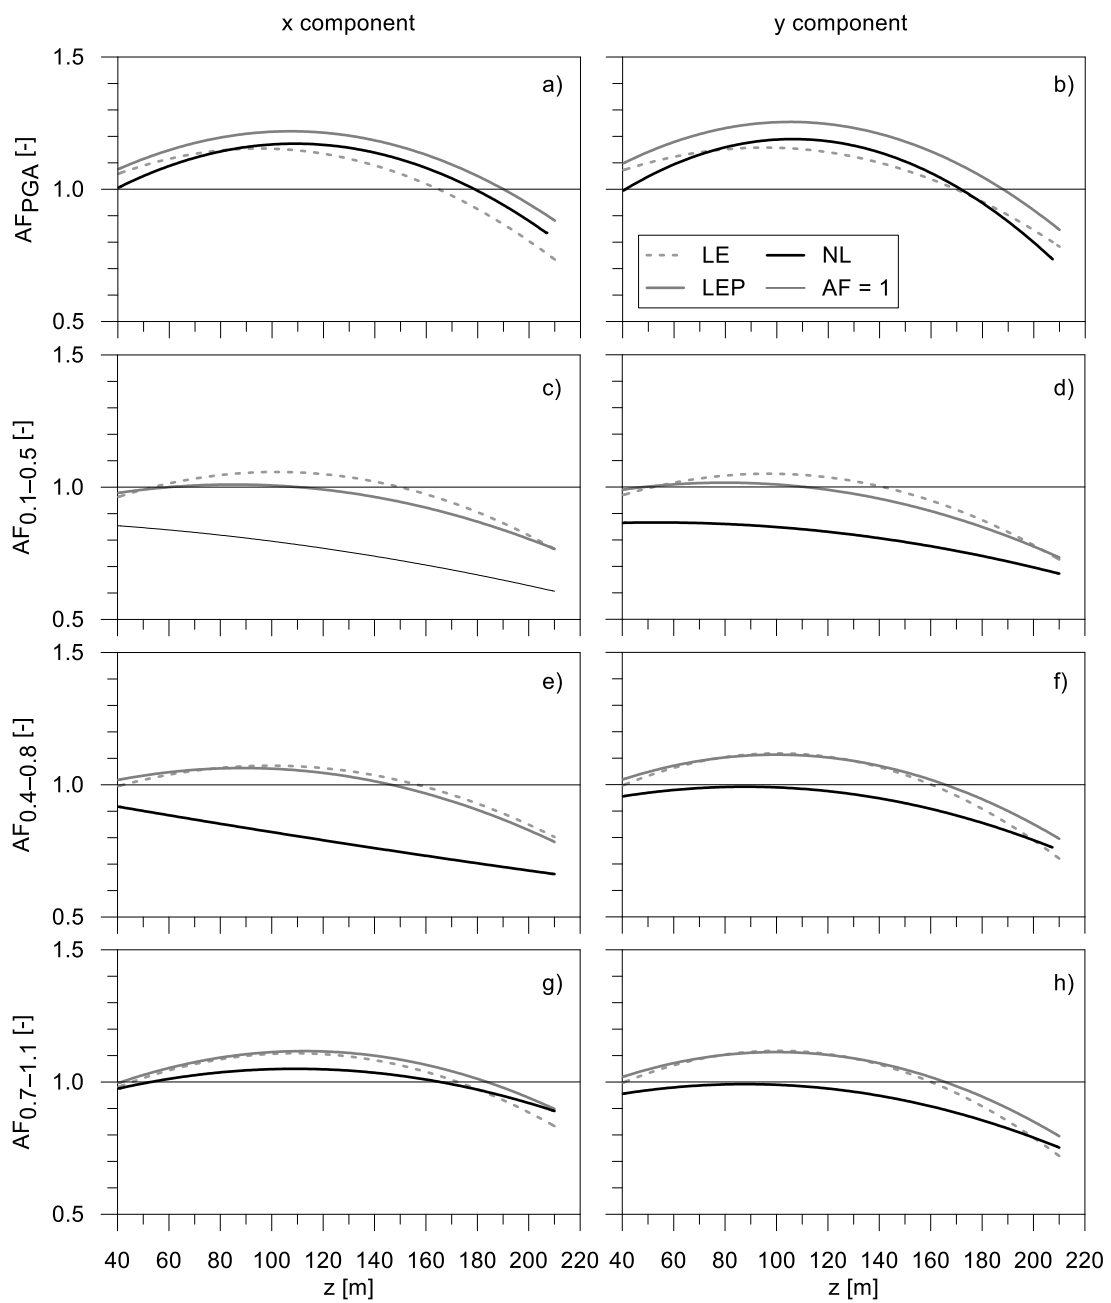 x component
y component
1.5
a)
b)
AFPGA [-]
1.0
LE
NL
LEP
AF = 1
0.5
1.5
c)
d)
AF0.1–0.5 [-]
1.0
0.5
1.5
e)
f)
AF0.4–0.8 [-]
1.0
0.5
1.5
g)
h)
AF0.7–1.1 [-]
1.0
0.5
40 60 80 100 120 140 160 180 200 220
40 60 80 100 120 140 160 180 200 220
z [m]
z [m]